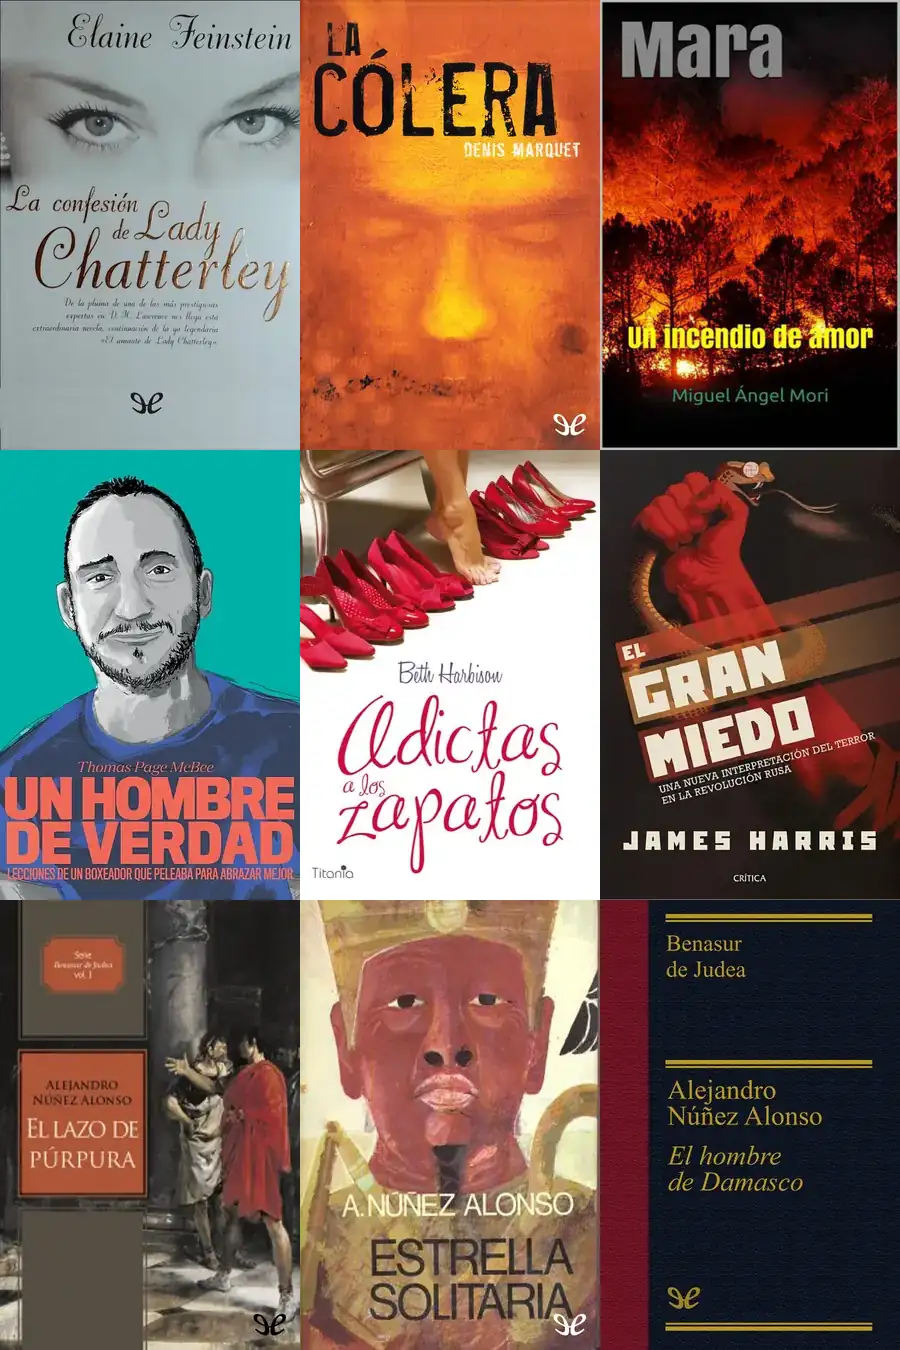 Elaine Feinstein
La confesión
de Lady
Chatterley
De la pluma de una de las más prestigiosas
expertas en D. H. Lawrence nos llega esta
extraordinaria novela, continuación de la ya legendaria
«El amante de Lady Chatterley»
LA
CÓLERA
DENIS MARQUET
Mara
Un incendio de amor
Miguel Ángel Mori
Thomas Page McBee
UN HOMBRE
DE VERDAD
LECCIONES DE UN BOXEADOR QUE PELEABA PARA ABRAZAR MEJOR
Beth Harbison
Adictas
a los
zapatos
Titania
EL
GRAN
MIEDO
UNA NUEVA INTERPRETACIÓN DEL TERROR
EN LA REVOLUCIÓN RUSA
JAMES HARRIS
CRÍTICA
Serie
Benasur de Judea
vol. 1
ALEJANDRO
NÚÑEZ ALONSO
EL LAZO DE
PÚRPURA
A. NÚÑEZ ALONSO
ESTRELLA
SOLITARIA
Benasur
de Judea
Alejandro
Núñez Alonso
El hombre
de Damasco